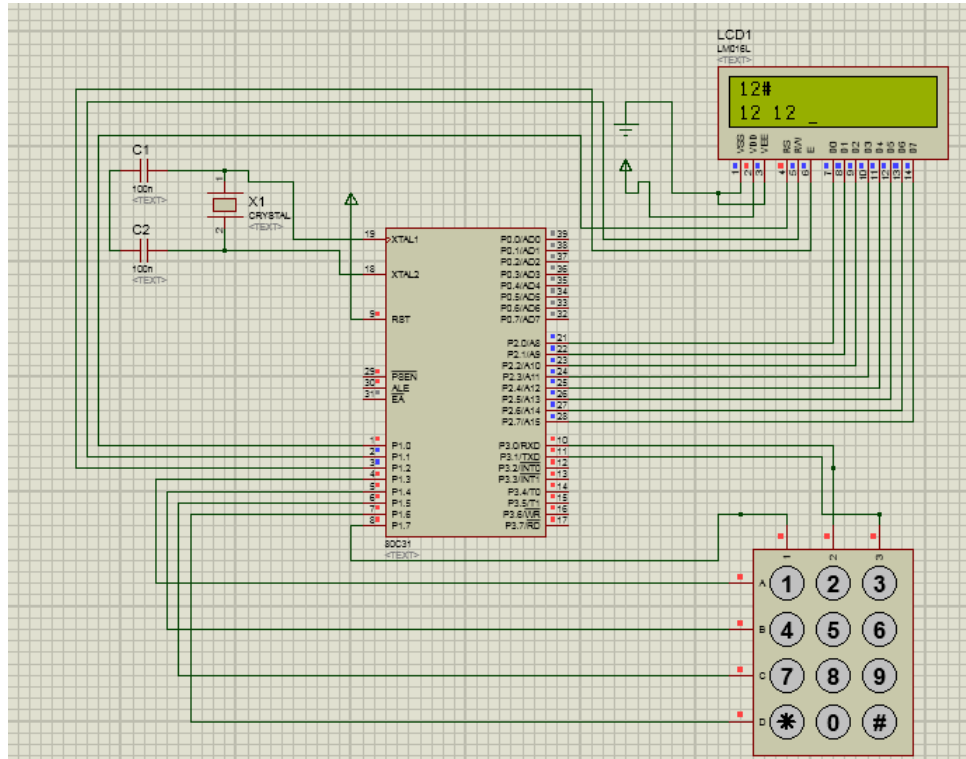 LCD1
LM016L
<TEXT>
12#
12 12 _
VSS VDD VEE RS RW E D0 D1 D2 D3 D4 D5 D6 D7
1 2 3 4 5 6 7 8 9 10 11 12 13 14
C1
100n
<TEXT>
X1
CRYSTAL
<TEXT>
1
2
C2
100n
<TEXT>
19 XTAL1
18 XTAL2
9 RST
29 PSEN
30 ALE
31 EA
1 P1.0
2 P1.1
3 P1.2
4 P1.3
5 P1.4
6 P1.5
7 P1.6
8 P1.7
P0.0/AD0 39
P0.1/AD1 38
P0.2/AD2 37
P0.3/AD3 36
P0.4/AD4 35
P0.5/AD5 34
P0.6/AD6 33
P0.7/AD7 32
P2.0/A8 21
P2.1/A9 22
P2.2/A10 23
P2.3/A11 24
P2.4/A12 25
P2.5/A13 26
P2.6/A14 27
P2.7/A15 28
P3.0/RXD 10
P3.1/TXD 11
P3.2/INT0 12
P3.3/INT1 13
P3.4/T0 14
P3.5/T1 15
P3.6/WR 16
P3.7/RD 17
80C31
<TEXT>
1 2 3
A 1 2 3
B 4 5 6
C 7 8 9
D * 0 #